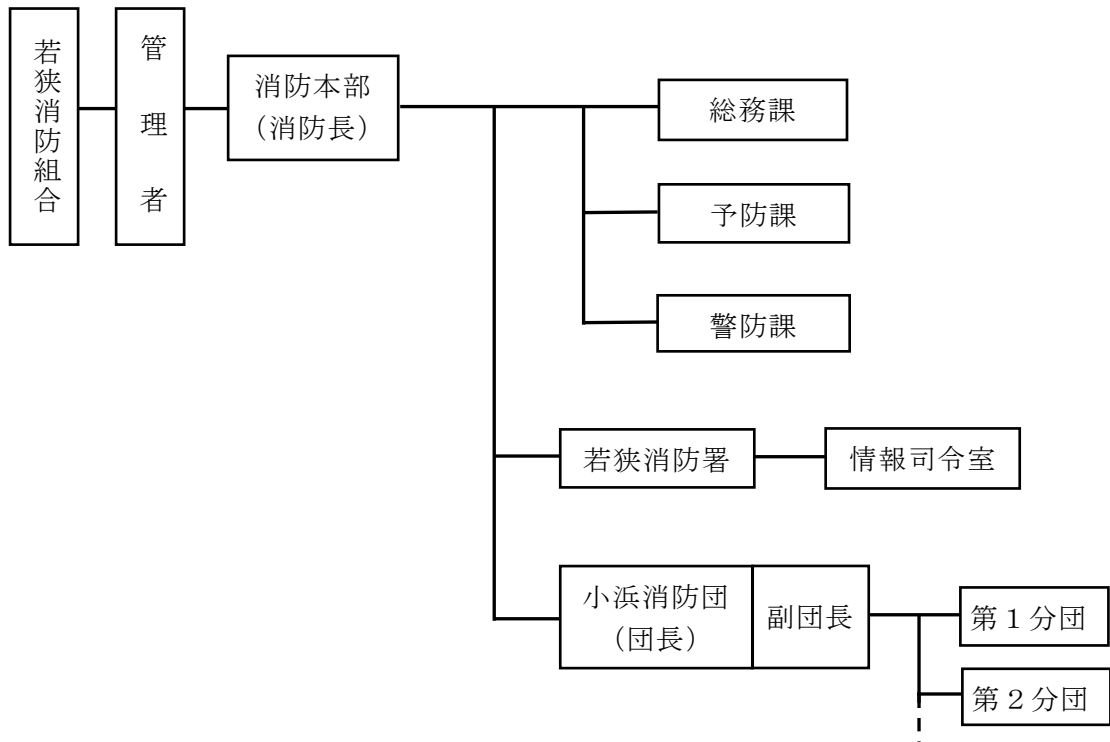 若狭消防組合
管理者
消防本部
（消防長）
総務課
予防課
警防課
若狭消防署
情報司令室
小浜消防団
（団長）
副団長
第１分団
第２分団